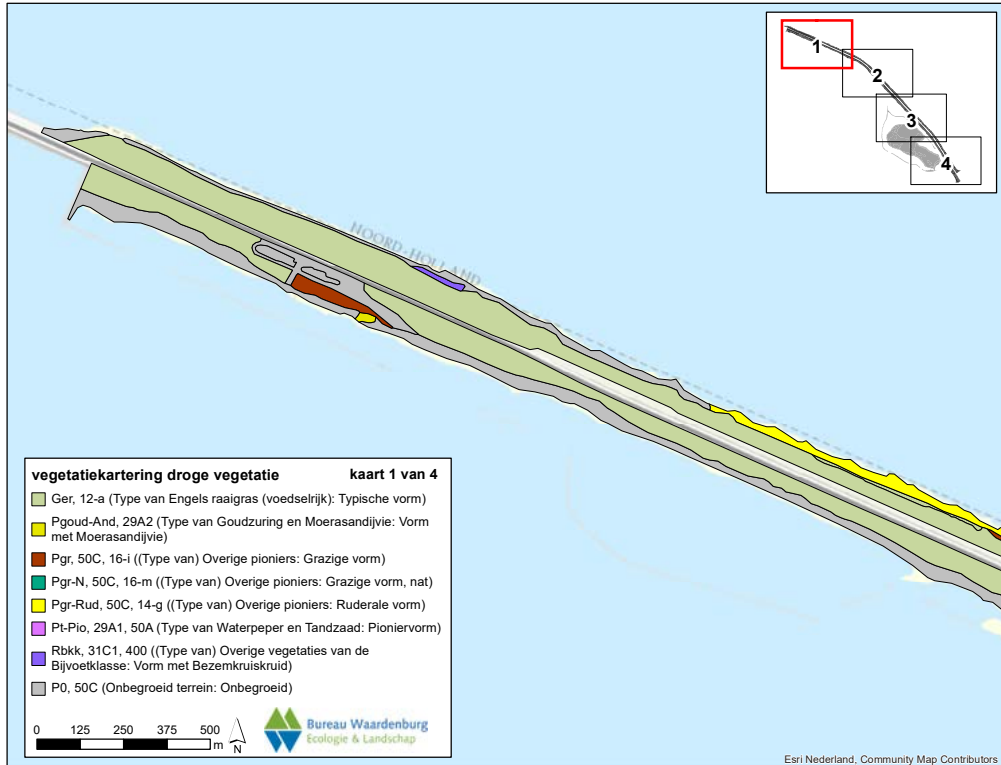 1
2
3
4
NOORD-HOLLAND
vegetatiekartering droge vegetatie kaart 1 van 4
Ger, 12-a (Type van Engels raaigras (voedselrijk): Typische vorm)
Pgoud-And, 29A2 (Type van Goudzuring en Moerasandijvie: Vorm
met Moerasandijvie)
Pgr, 50C, 16-i ((Type van) Overige pioniers: Grazige vorm)
Pgr-N, 50C, 16-m ((Type van) Overige pioniers: Grazige vorm, nat)
Pgr-Rud, 50C, 14-g ((Type van) Overige pioniers: Ruderale vorm)
Pt-Pio, 29A1, 50A (Type van Waterpeper en Tandzaad: Pioniervorm)
Rbkk, 31C1, 400 ((Type van) Overige vegetaties van de
Bijvoetklasse: Vorm met Bezemkruiskruid)
P0, 50C (Onbegroeid terrein: Onbegroeid)
0 125 250 375 500
m
N
Bureau Waardenburg
Ecologie & Landschap
Esri Nederland, Community Map Contributors